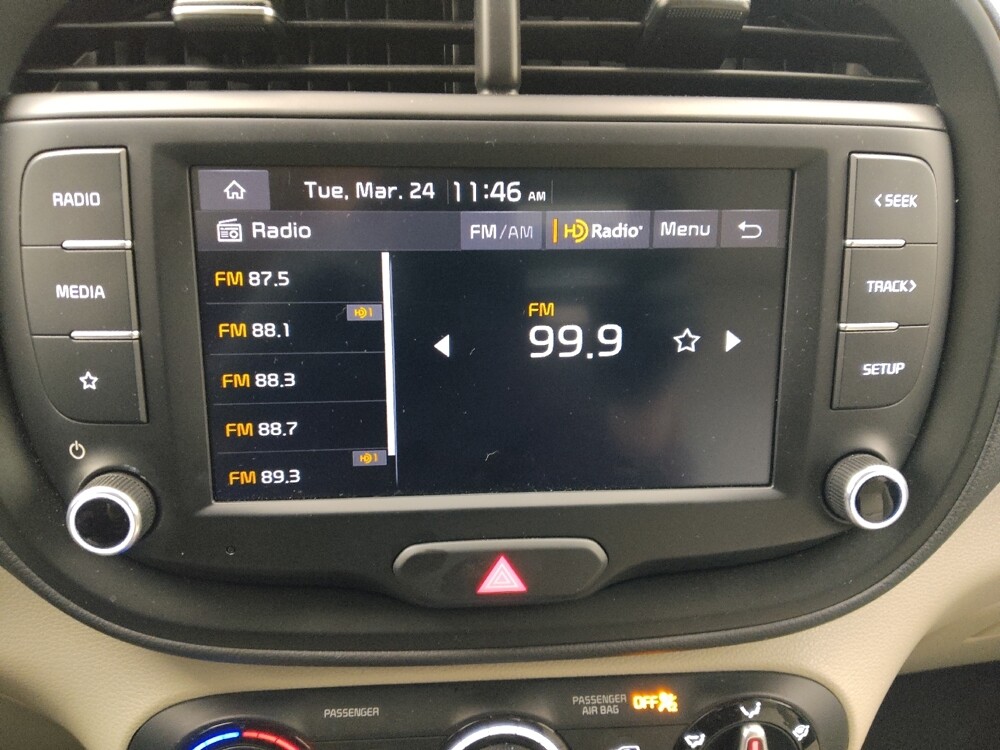 Tue, Mar. 24 11:46 AM
RADIO
MEDIA
Radio FM/AM HD Radio Menu
FM 87.5
HD1
FM 88.1
FM 88.3
FM 88.7
HD1
FM 89.3
FM
99.9
< SEEK
TRACK >
SETUP
PASSENGER
PASSENGER
AIR BAG
OFF